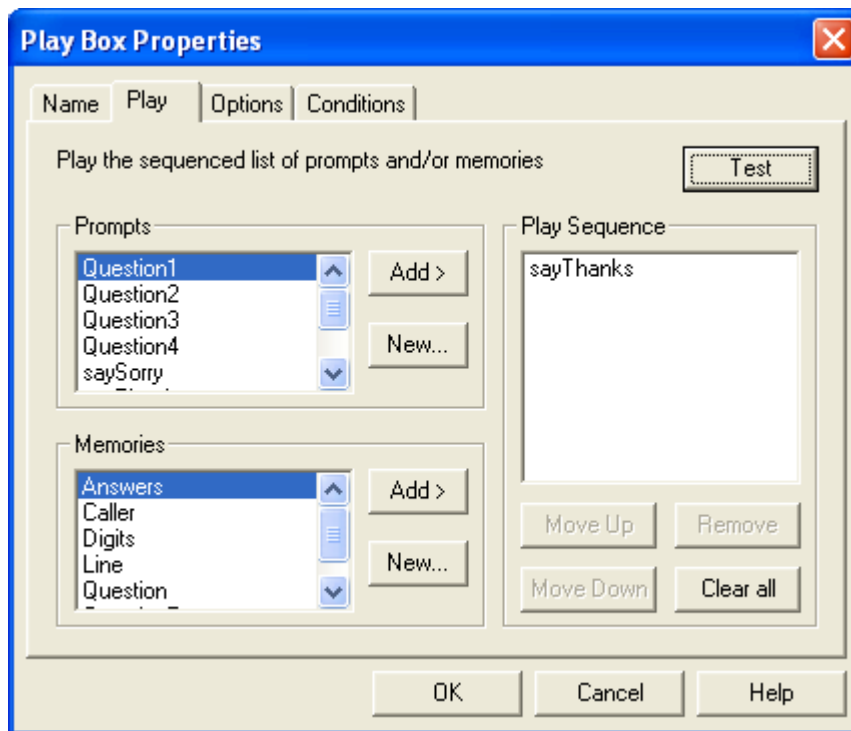 Play Box Properties
Name Play Options Conditions
Play the sequenced list of prompts and/or memories
Test
Prompts
Question1
Question2
Question3
Question4
saySorry
Add >
New...
Memories
Answers
Caller
Digits
Line
Question
Add >
New...
Play Sequence
sayThanks
Move Up Remove
Move Down Clear all
OK Cancel Help